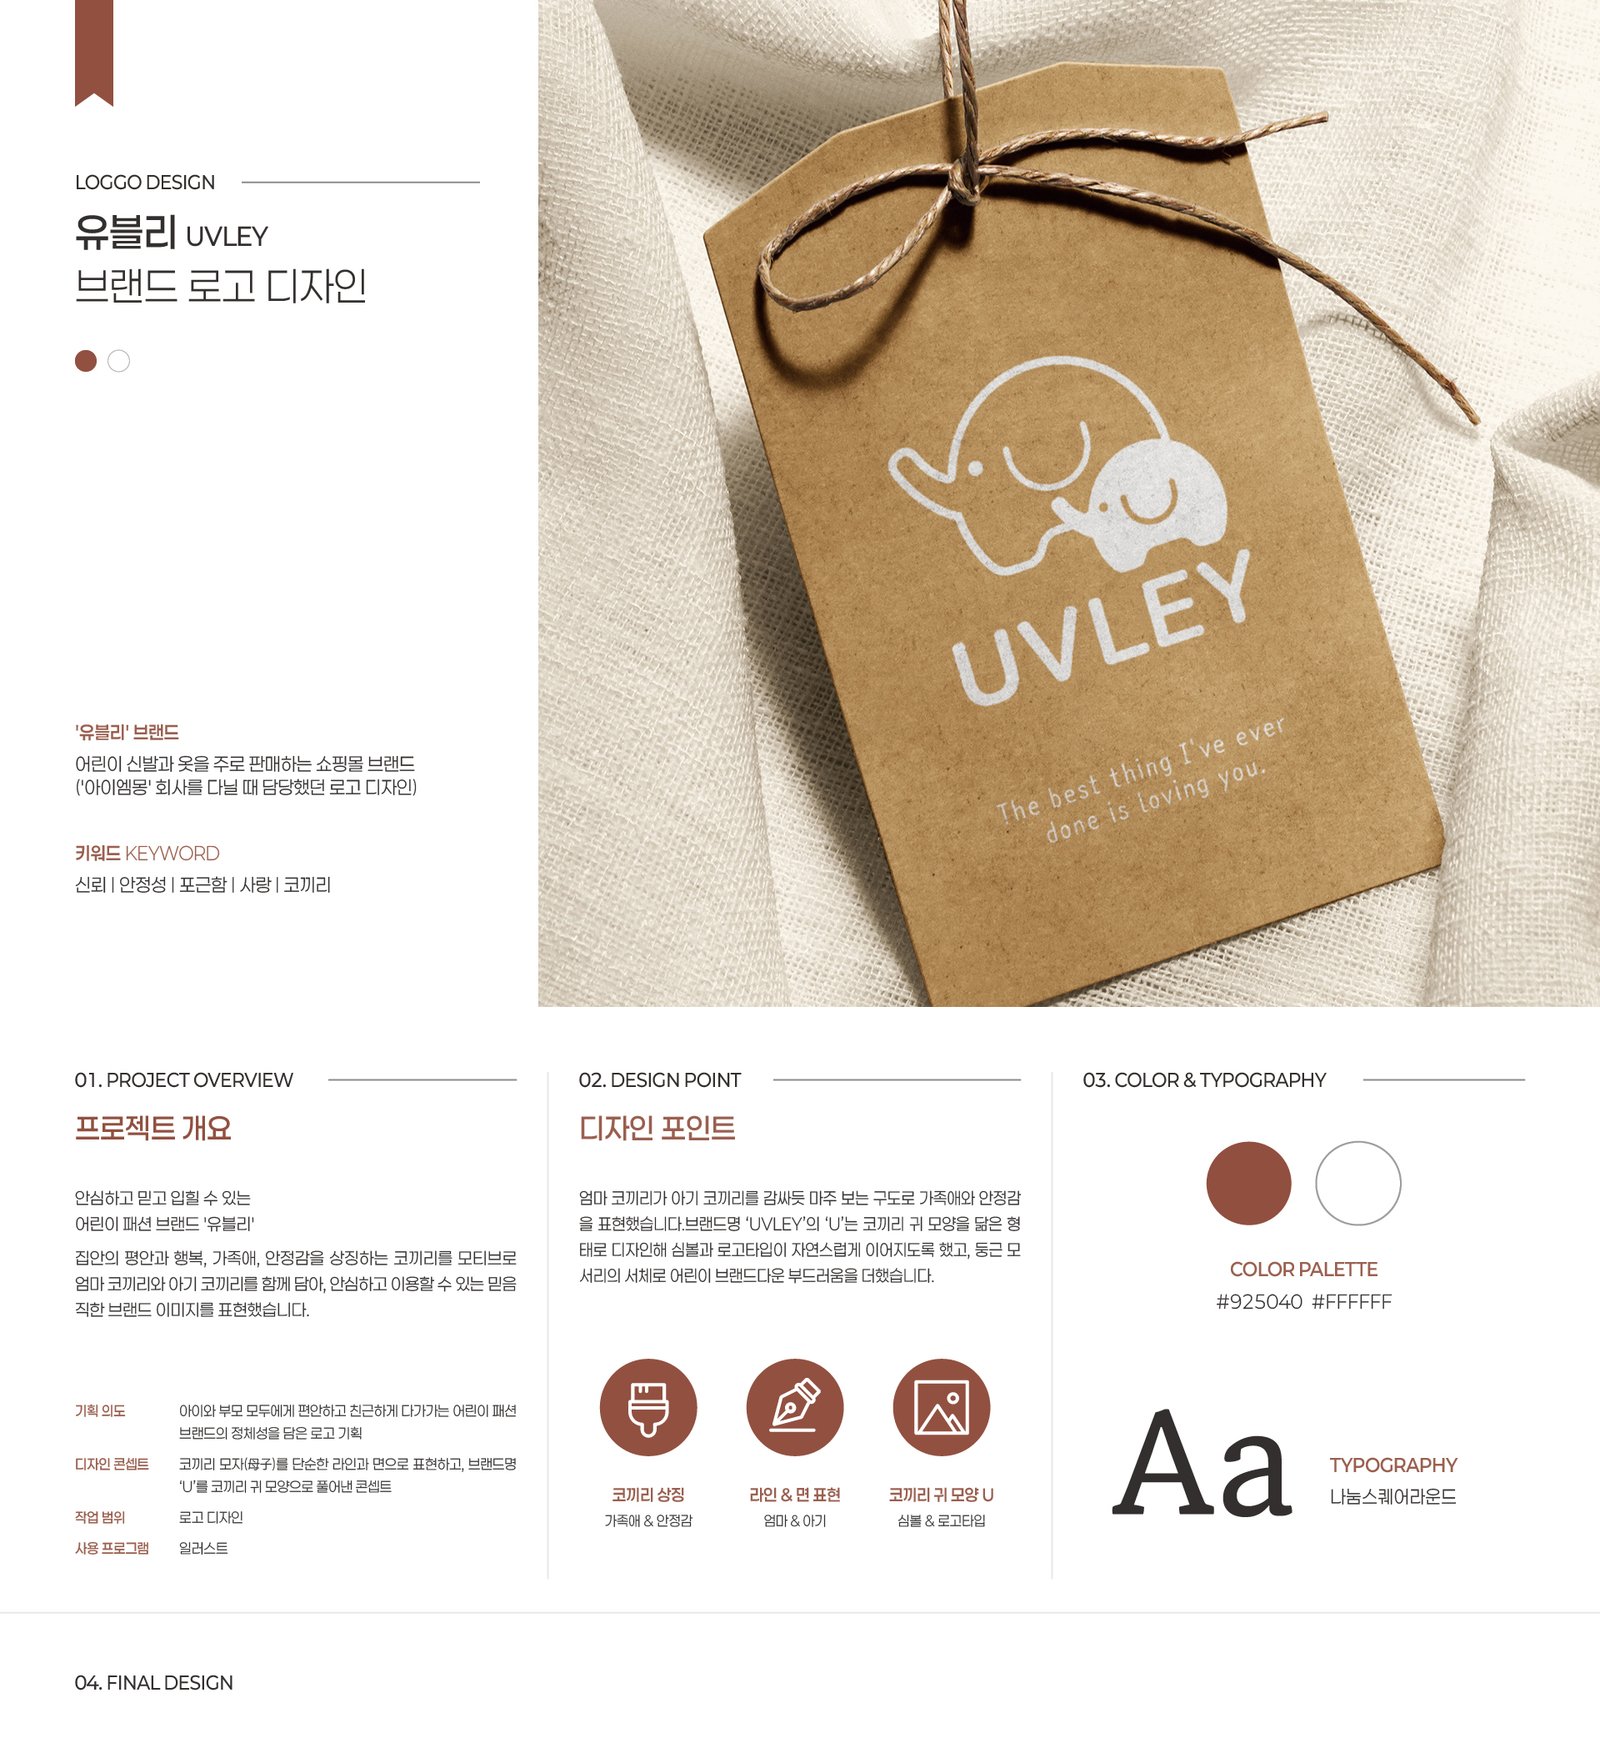 LOGGO DESIGN
유블리 UVLEY
브랜드 로고 디자인
'유블리' 브랜드
어린이 신발과 옷을 주로 판매하는 쇼핑몰 브랜드
('아이엠몽' 회사를 다닐 때 담당했던 로고 디자인)
키워드 KEYWORD
신뢰 | 안정성 | 포근함 | 사랑 | 코끼리
UVLEY
The best thing I've ever
done is loving you.
01. PROJECT OVERVIEW
프로젝트 개요
안심하고 믿고 입힐 수 있는
어린이 패션 브랜드 '유블리'
집안의 평안과 행복, 가족애, 안정감을 상징하는 코끼리를 모티브로
엄마 코끼리와 아기 코끼리를 함께 담아, 안심하고 이용할 수 있는 믿음
직한 브랜드 이미지를 표현했습니다.
기획 의도 아이와 부모 모두에게 편안하고 친근하게 다가가는 어린이 패션
브랜드의 정체성을 담은 로고 기획
디자인 콘셉트 코끼리 모자(母子)를 단순한 라인과 면으로 표현하고, 브랜드명
‘U’를 코끼리 귀 모양으로 풀어낸 콘셉트
작업 범위 로고 디자인
사용 프로그램 일러스트
02. DESIGN POINT
디자인 포인트
엄마 코끼리가 아기 코끼리를 감싸듯 마주 보는 구도로 가족애와 안정감
을 표현했습니다.브랜드명 ‘UVLEY’의 ‘U’는 코끼리 귀 모양을 닮은 형
태로 디자인해 심볼과 로고타입이 자연스럽게 이어지도록 했고, 둥근 모
서리의 서체로 어린이 브랜드다운 부드러움을 더했습니다.
코끼리 상징
가족애 & 안정감
라인 & 면 표현
엄마 & 아기
코끼리 귀 모양 U
심볼 & 로고타입
03. COLOR & TYPOGRAPHY
COLOR PALETTE
#925040 #FFFFFF
Aa
TYPOGRAPHY
나눔스퀘어라운드
04. FINAL DESIGN